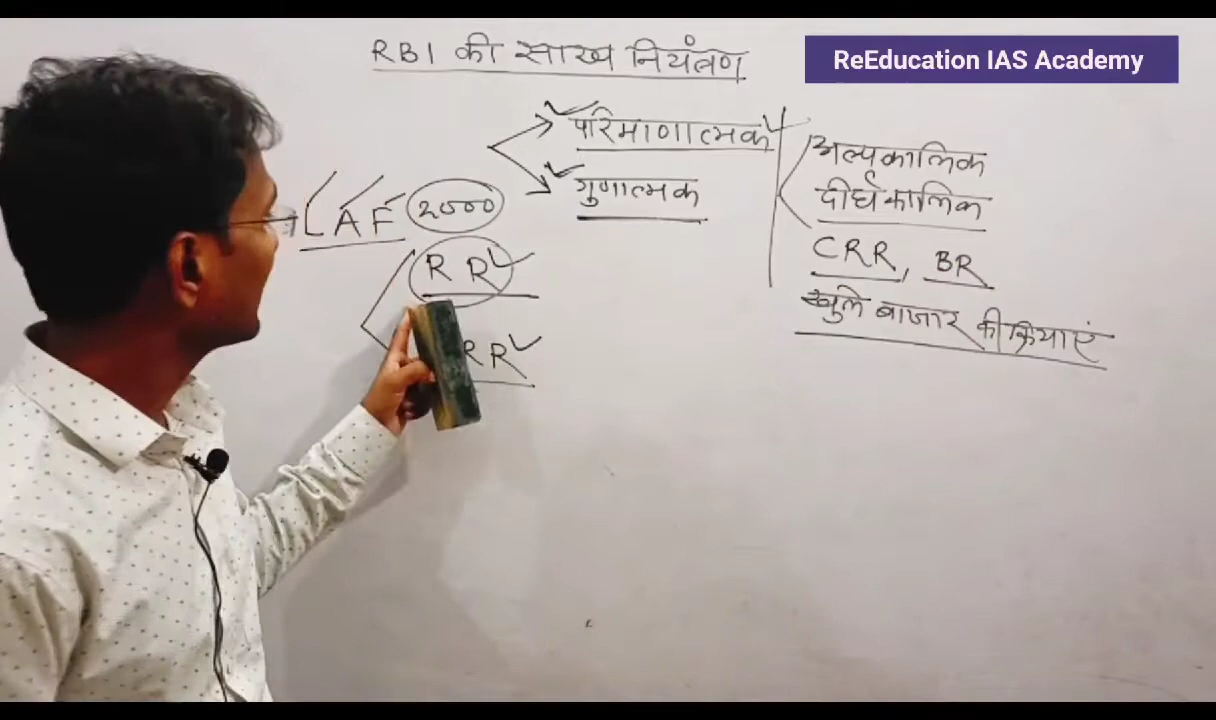 RBI की साख नियंत्रण
ReEducation IAS Academy
परिमाणात्मक
गुणात्मक
अल्पकालिक
दीर्घकालिक
CRR, BR
खुले बाजार की क्रियाएं
LAF 2000
RR
RR